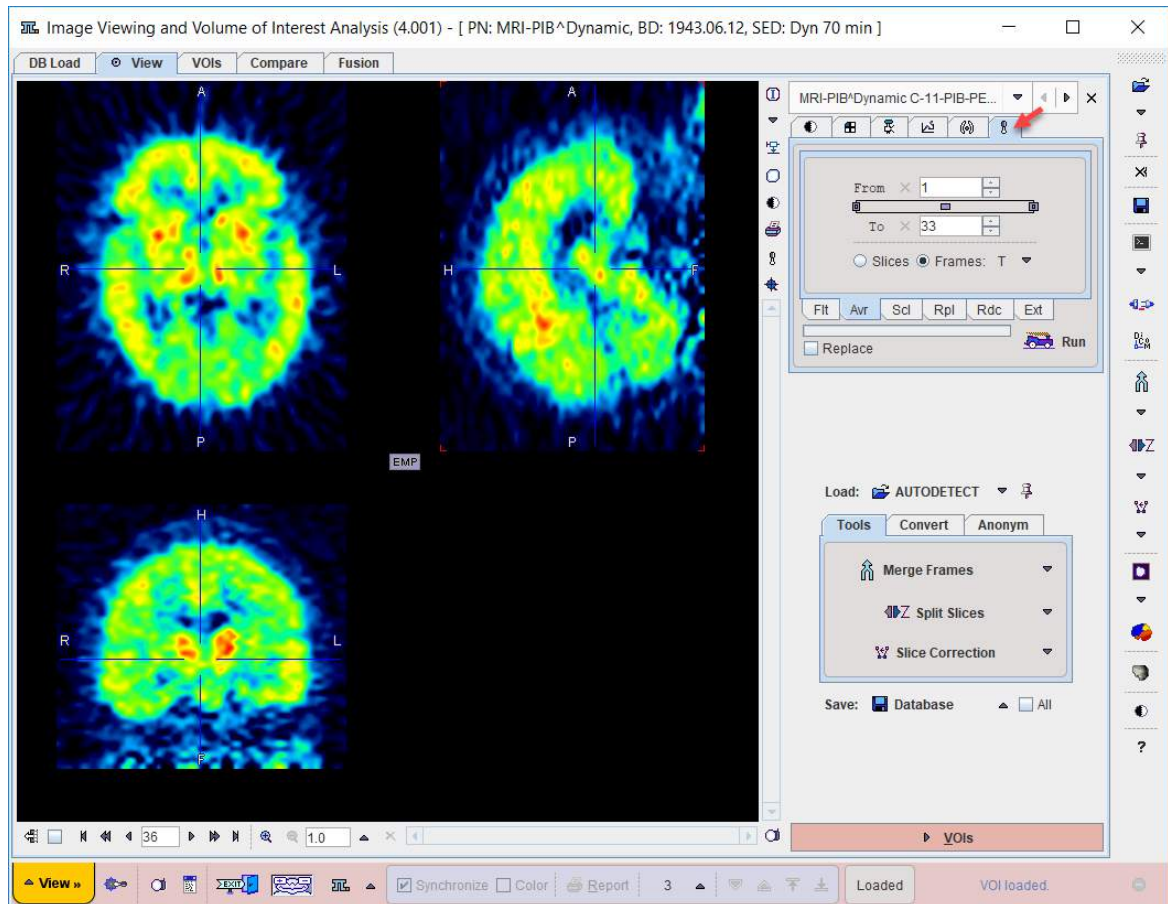 Image Viewing and Volume of Interest Analysis (4.001) - [ PN: MRI-PIB^Dynamic, BD: 1943.06.12, SED: Dyn 70 min ]
DB Load View VOIs Compare Fusion
MRI-PIB^Dynamic C-11-PIB-PE...
A
R L
P
A
H F
P
EMP
H
R L
F
From 1
To 33
Slices Frames: T
Flt Avr Scl Rpl Rdc Ext
Replace Run
Load: AUTODETECT
Tools Convert Anonym
Merge Frames
Z Split Slices
Slice Correction
Save: Database All
DiCOM
Z
?
36 1.0
VOIs
View » EXIT Synchronize Color Report 3 Loaded VOI loaded.